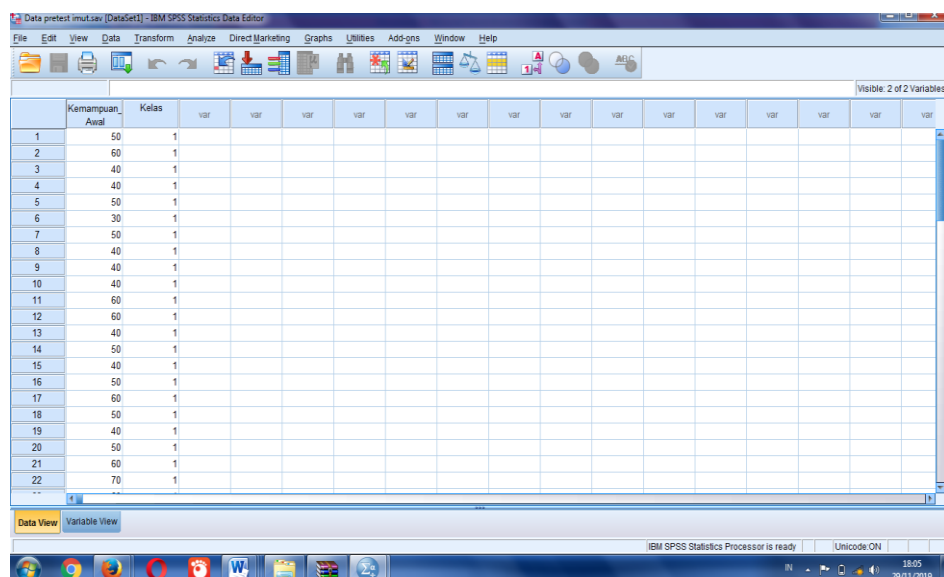 Data pretest imut.sav [DataSet1] - IBM SPSS Statistics Data Editor
File Edit View Data Transform Analyze Direct Marketing Graphs Utilities Add-ons Window Help
Visible: 2 of 2 Variables
Kemampuan_Awal Kelas var var var var var var var var var var var var var var var
1 50 1
2 60 1
3 40 1
4 40 1
5 50 1
6 30 1
7 50 1
8 40 1
9 40 1
10 40 1
11 60 1
12 60 1
13 40 1
14 50 1
15 40 1
16 50 1
17 60 1
18 50 1
19 40 1
20 50 1
21 60 1
22 70 1
Data View Variable View
IBM SPSS Statistics Processor is ready Unicode:ON
IN 18:05
29/11/2019